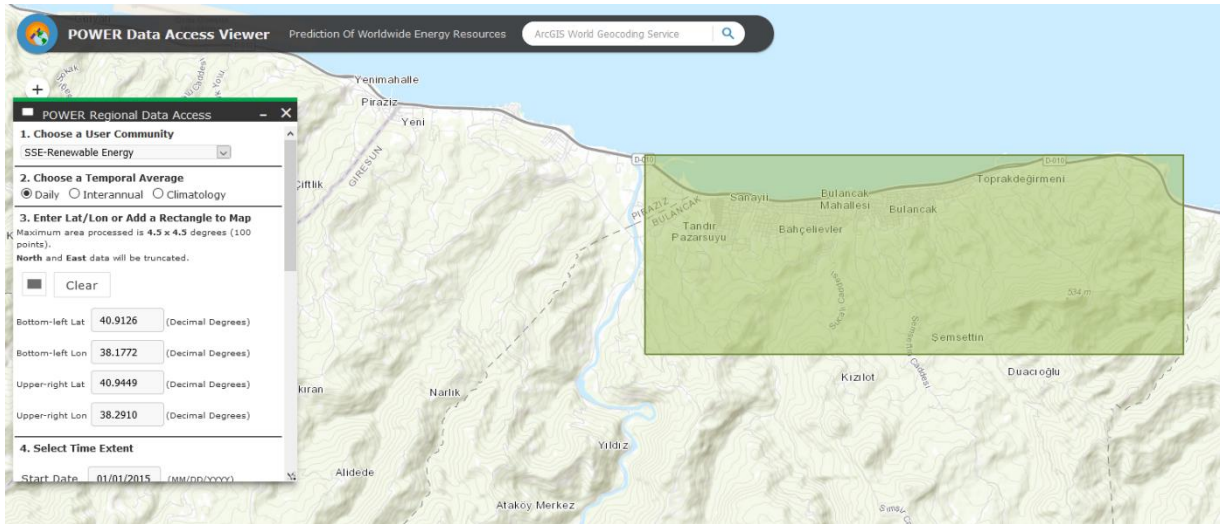 POWER Data Access Viewer
Prediction Of Worldwide Energy Resources
ArcGIS World Geocoding Service
+
POWER Regional Data Access
1. Choose a User Community
SSE-Renewable Energy
2. Choose a Temporal Average
Daily Interannual Climatology
3. Enter Lat/Lon or Add a Rectangle to Map
Maximum area processed is 4.5 x 4.5 degrees (100
points).
North and East data will be truncated.
Clear
Bottom-left Lat 40.9126 (Decimal Degrees)
Bottom-left Lon 38.1772 (Decimal Degrees)
Upper-right Lat 40.9449 (Decimal Degrees)
Upper-right Lon 38.2910 (Decimal Degrees)
4. Select Time Extent
Start Date 01/01/2015 (MM/DD/YYYY)
Yenimahalle
Piraziz
Yeni
GIRESUN
Çiftlik
D-010
D-010
PIRAZIZ
BULANCAK
Sanayii
Bulancak
Mahallesi
Bulancak
Toprakdeğirmeni
Tandır
Pazarsuyu
Bahçelievler
534 m
Şemsettin
Kızılot
Duacıoğlu
kıran
Narlık
Yıldız
Alidede
Ataköy Merkez